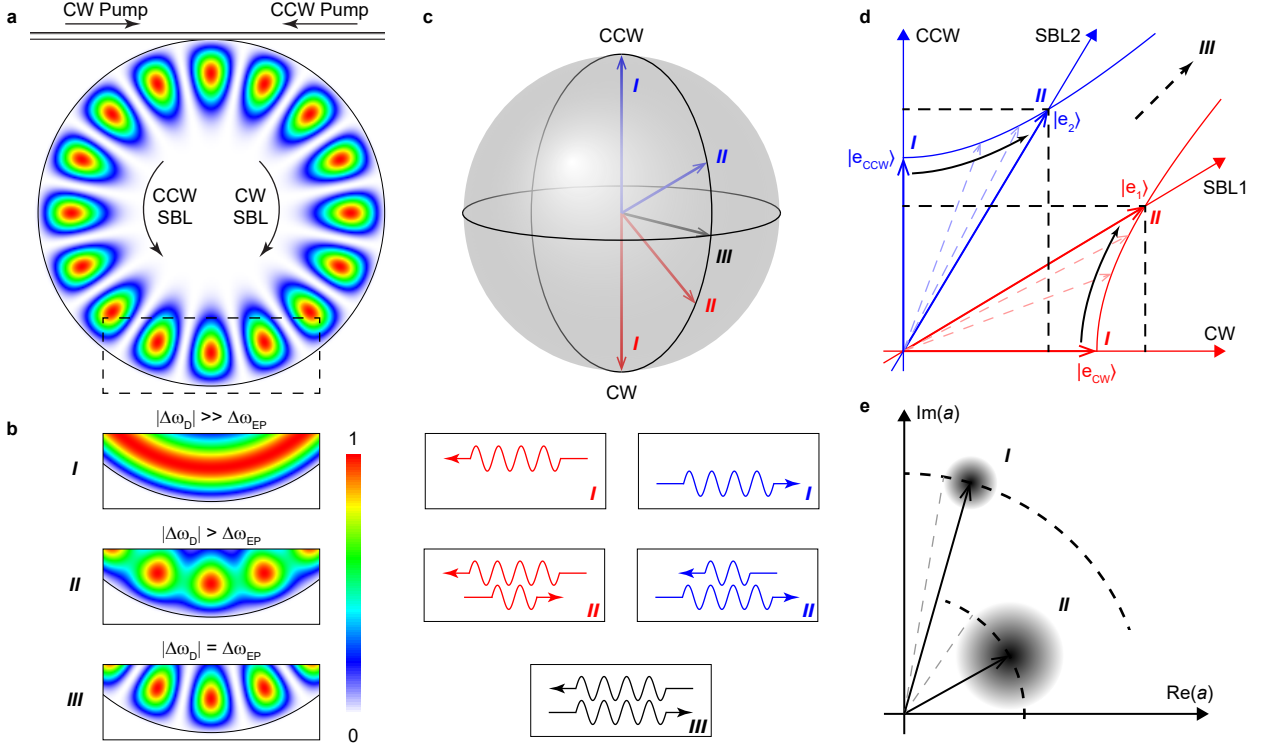 a
CW Pump
CCW Pump
CCW
SBL
CW
SBL
b
|Δω_D| >> Δω_EP
I
|Δω_D| > Δω_EP
II
|Δω_D| = Δω_EP
III
1
0
c
CCW
I
II
III
II
I
CW
I
I
II
II
III
d
CCW
SBL2
III
II
|e₂⟩
I
|e_CCW⟩
|e₁⟩
SBL1
II
I
CW
|e_CW⟩
e
Im(a)
I
II
Re(a)